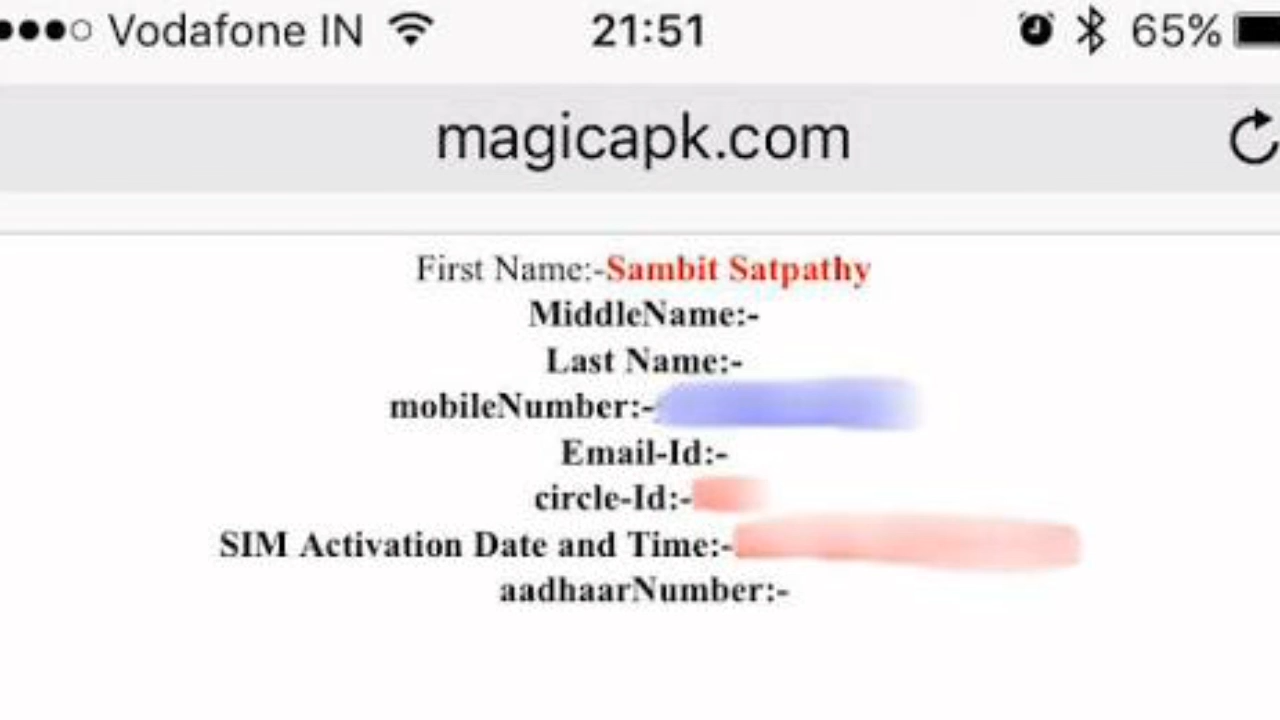 Vodafone IN 21:51 65%
magicapk.com
First Name:-Sambit Satpathy
MiddleName:-
Last Name:-
mobileNumber:-
Email-Id:-
circle-Id:-
SIM Activation Date and Time:-
aadhaarNumber:-